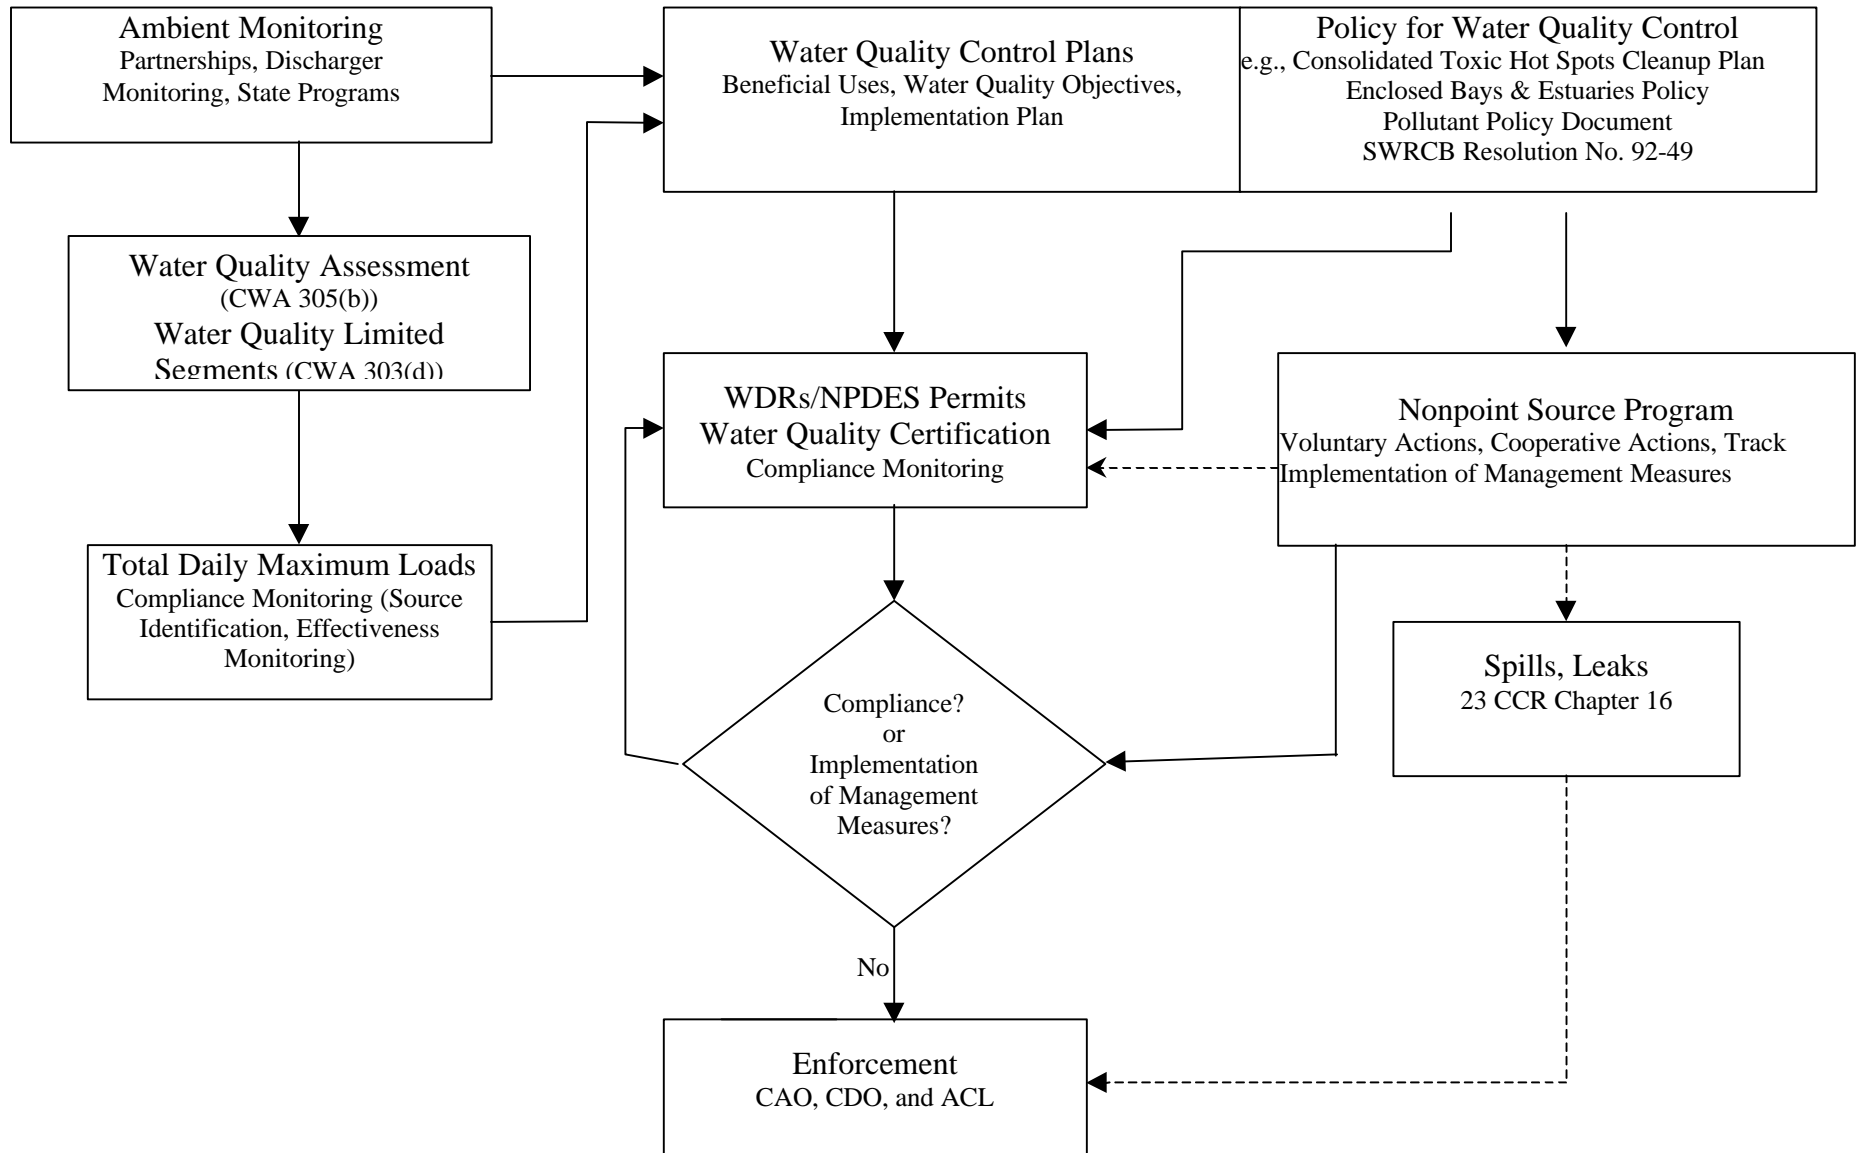 Ambient Monitoring
Partnerships, Discharger
Monitoring, State Programs
Water Quality Control Plans
Beneficial Uses, Water Quality Objectives,
Implementation Plan
Policy for Water Quality Control
e.g., Consolidated Toxic Hot Spots Cleanup Plan
Enclosed Bays & Estuaries Policy
Pollutant Policy Document
SWRCB Resolution No. 92-49
Water Quality Assessment
(CWA 305(b))
Water Quality Limited
Segments (CWA 303(d))
WDRs/NPDES Permits
Water Quality Certification
Compliance Monitoring
Nonpoint Source Program
Voluntary Actions, Cooperative Actions, Track
Implementation of Management Measures
Total Daily Maximum Loads
Compliance Monitoring (Source
Identification, Effectiveness
Monitoring)
Spills, Leaks
23 CCR Chapter 16
Compliance?
or
Implementation
of Management
Measures?
No
Enforcement
CAO, CDO, and ACL